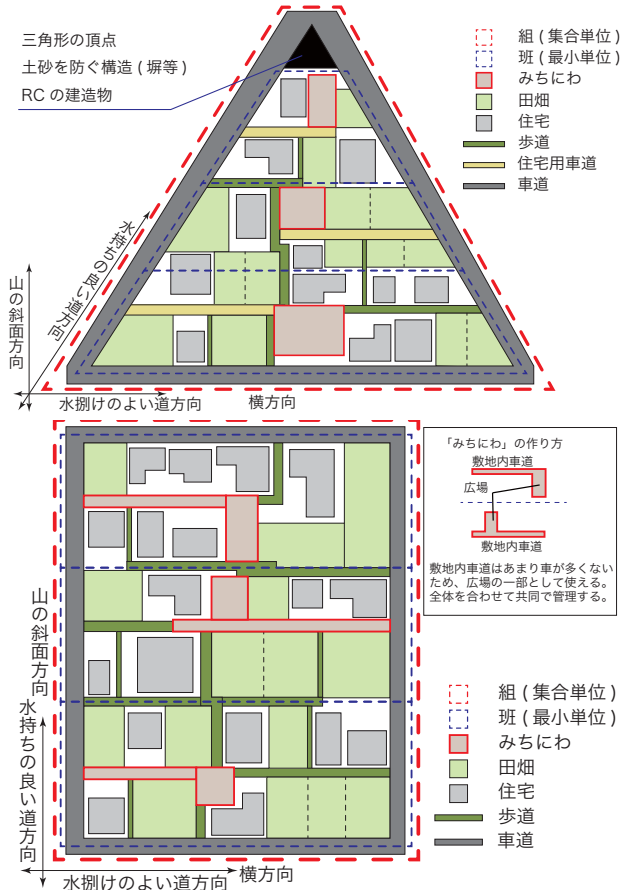 三角形の頂点
土砂を防ぐ構造 ( 塀等 )
RC の建造物
組 ( 集合単位 )
班 ( 最小単位 )
みちにわ
田畑
住宅
歩道
住宅用車道
車道
水持ちの良い道方向
山の斜面方向
水捌けのよい道方向
横方向
「みちにわ」の作り方
敷地内車道
広場
敷地内車道
敷地内車道はあまり車が多くない
ため、広場の一部として使える。
全体を合わせて共同で管理する。
山の斜面方向
水持ちの良い道方向
組 ( 集合単位 )
班 ( 最小単位 )
みちにわ
田畑
住宅
歩道
車道
横方向
水捌けのよい道方向